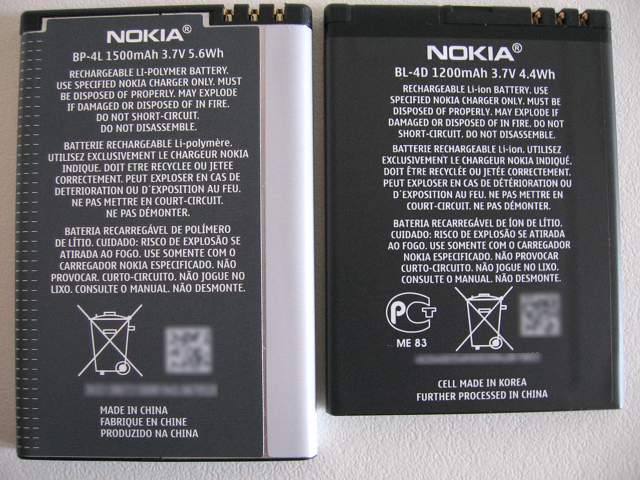 NOKIA®
BP-4L 1500mAh 3.7V 5.6Wh
RECHARGEABLE LI-POLYMER BATTERY.
USE SPECIFIED NOKIA CHARGER ONLY.
MUST BE DISPOSED OF PROPERLY. MAY EXPLODE
IF DAMAGED OR DISPOSED OF IN FIRE.
DO NOT SHORT-CIRCUIT.
DO NOT DISASSEMBLE.
BATTERIE RECHARGEABLE Li-polymère.
UTILISEZ EXCLUSIVEMENT LE CHARGEUR NOKIA
INDIQUÉ. DOIT ÊTRE RECYCLÉE OU JETÉE
CORRECTEMENT. PEUT EXPLOSER EN CAS DE
DÉTERIORATION OU D'EXPOSITION AU FEU.
NE PAS METTRE EN COURT-CIRCUIT.
NE PAS DÉMONTER.
BATERIA RECARREGÁVEL DE POLÍMERO
DE LÍTIO. CUIDADO: RISCO DE EXPLOSÃO SE
ATIRADA AO FOGO. USE SOMENTE COM O
CARREGADOR NOKIA ESPECIFICADO. NÃO
PROVOCAR CURTO-CIRCUITO. NÃO JOGUE NO
LIXO. CONSULTE O MANUAL. NÃO DESMONTE.
MADE IN CHINA
FABRIQUE EN CHINE
PRODUZIDO NA CHINA
NOKIA®
BL-4D 1200mAh 3.7V 4.4Wh
RECHARGEABLE Li-ion BATTERY. USE
SPECIFIED NOKIA CHARGER ONLY. MUST
BE DISPOSED OF PROPERLY. MAY EXPLODE IF
DAMAGED OR DISPOSED OF IN FIRE. DO NOT
SHORT-CIRCUIT. DO NOT DISASSEMBLE.
BATTERIE RECHARGEABLE Li-ion. UTILISEZ
EXCLUSIVEMENT LE CHARGEUR NOKIA INDIQUÉ.
DOIT ÊTRE RECYCLÉE OU JETÉE
CORRECTEMENT. PEUT EXPLOSER EN CAS DE
DÉTERIORATION OU D'EXPOSITION AU FEU.
NE PAS METTRE EN COURT-CIRCUIT.
NE PAS DÉMONTER.
BATERIA RECARREGÁVEL DE ÍON DE LÍTIO.
CUIDADO: RISCO DE EXPLOSÃO SE ATIRADA
AO FOGO. USE SOMENTE COM O CARREGADOR
NOKIA ESPECIFICADO. NÃO PROVOCAR
CURTO-CIRCUITO. NÃO JOGUE NO LIXO.
CONSULTE O MANUAL. NÃO DESMONTE.
ME 83
CELL MADE IN KOREA
FURTHER PROCESSED IN CHINA